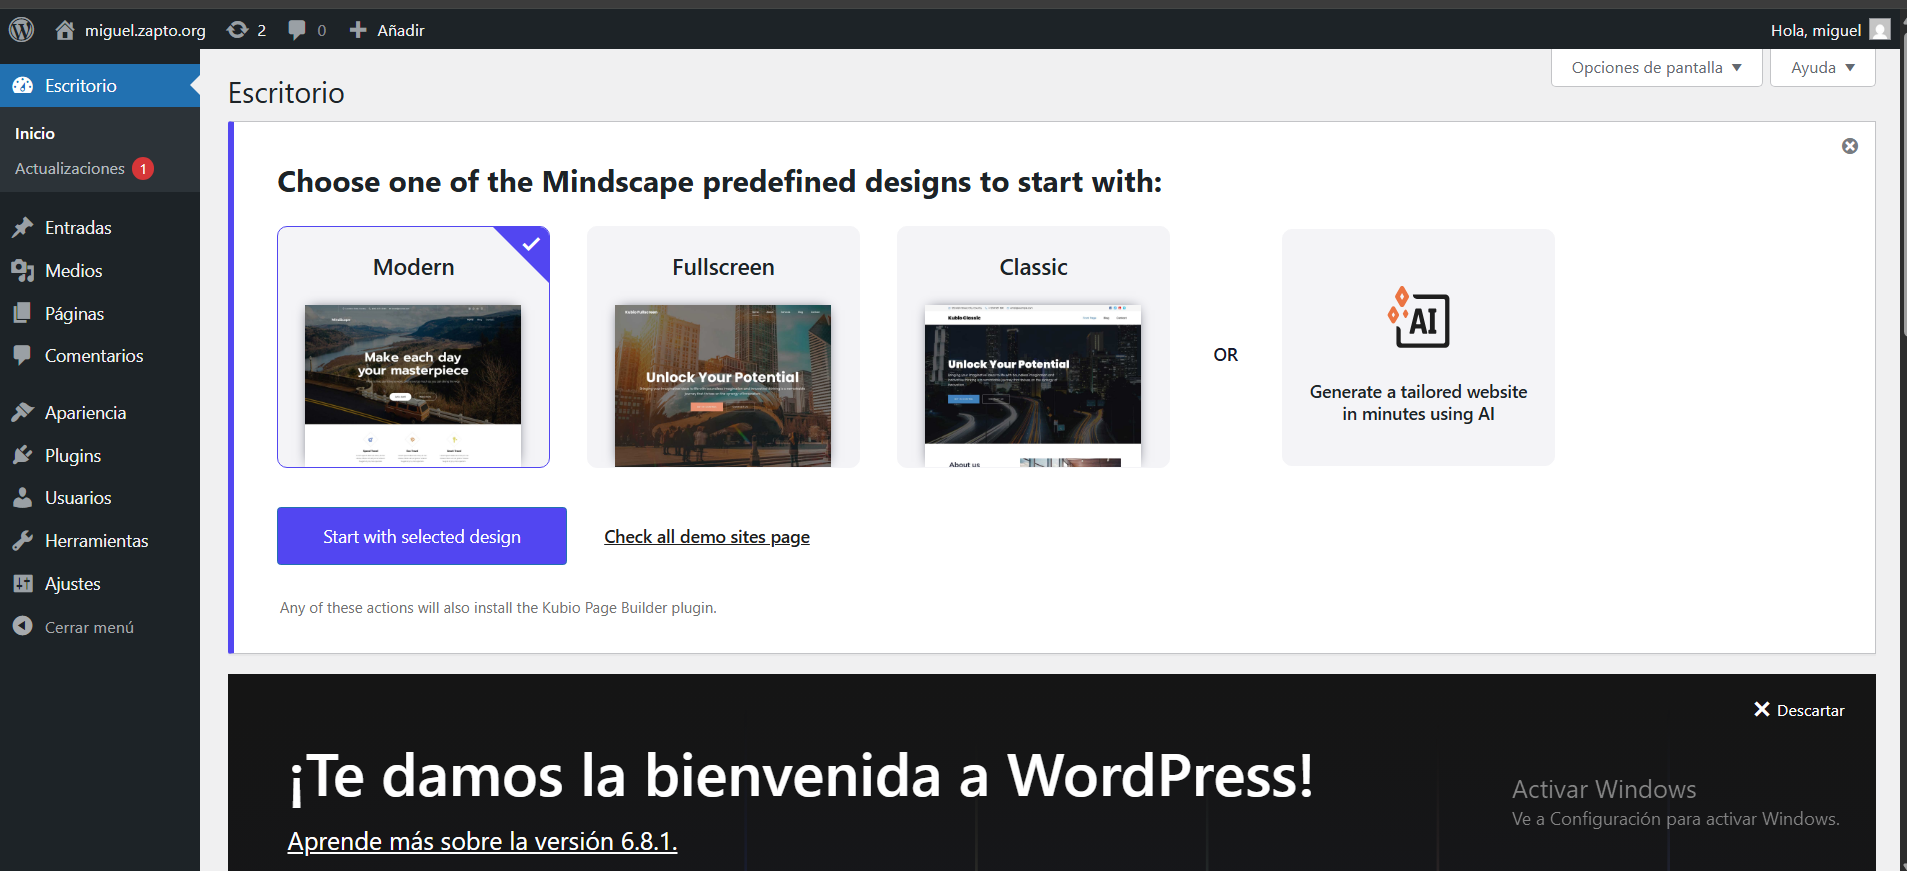 miguel.zapto.org
2
0
Añadir
Hola, miguel
Escritorio
Inicio
Actualizaciones 1
Entradas
Medios
Páginas
Comentarios
Apariencia
Plugins
Usuarios
Herramientas
Ajustes
Cerrar menú
Opciones de pantalla
Ayuda
Escritorio
Choose one of the Mindscape predefined designs to start with:
Modern
Make each day
your masterpiece
Fullscreen
Kubio Fullscreen
Unlock Your Potential
Classic
Kubio Classic
Unlock Your Potential
About us
OR
AI
Generate a tailored website
in minutes using AI
Start with selected design
Check all demo sites page
Any of these actions will also install the Kubio Page Builder plugin.
Descartar
¡Te damos la bienvenida a WordPress!
Aprende más sobre la versión 6.8.1.
Activar Windows
Ve a Configuración para activar Windows.